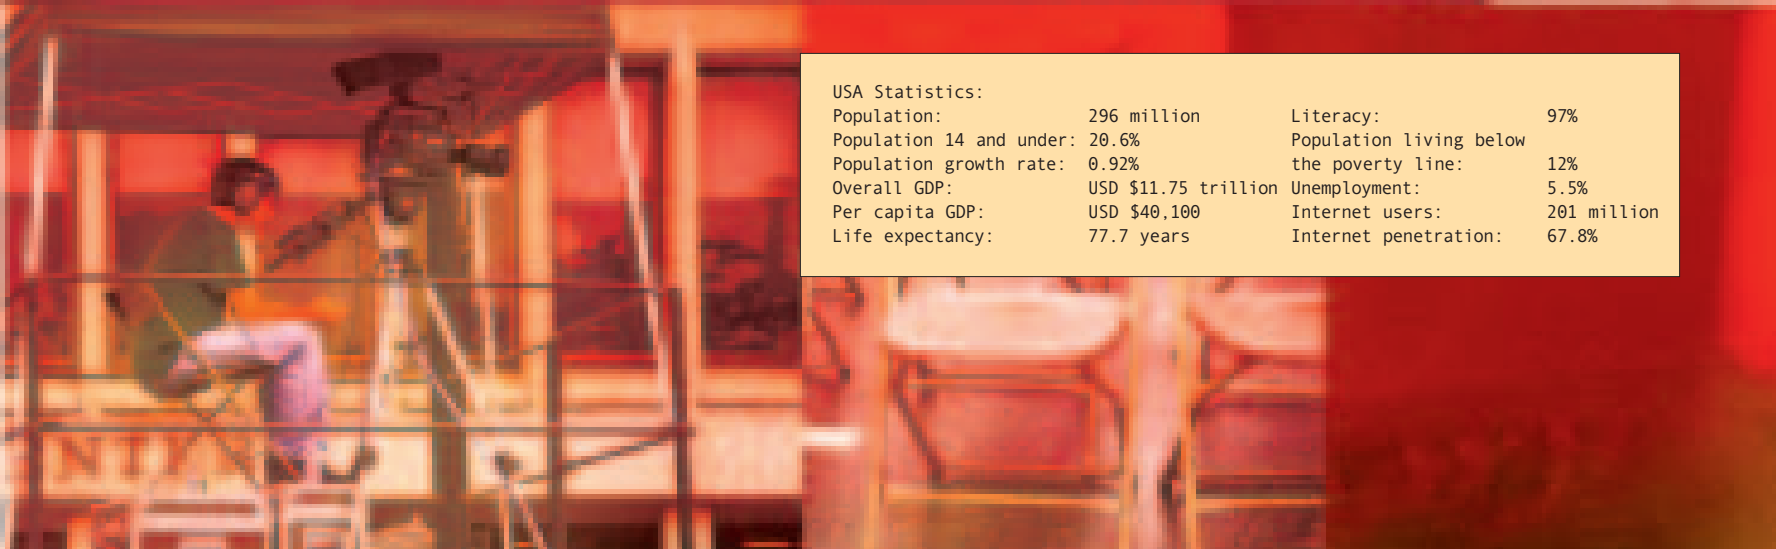 USA Statistics:
Population: 296 million
Population 14 and under: 20.6%
Population growth rate: 0.92%
Overall GDP: USD $11.75 trillion
Per capita GDP: USD $40,100
Life expectancy: 77.7 years
Literacy: 97%
Population living below
the poverty line: 12%
Unemployment: 5.5%
Internet users: 201 million
Internet penetration: 67.8%